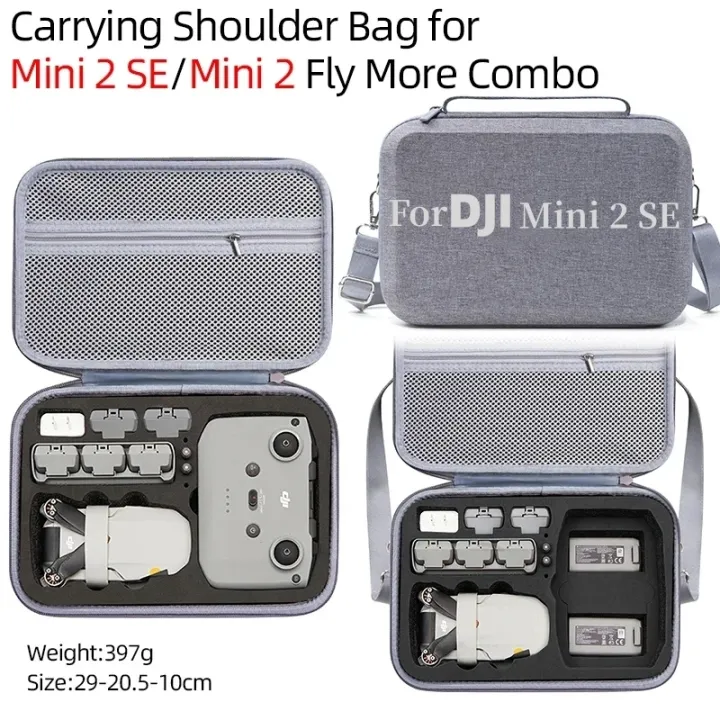 Carrying Shoulder Bag for
Mini 2 SE/Mini 2 Fly More Combo
ForDJI Mini 2 SE
dji
Weight:397g
Size:29-20.5-10cm